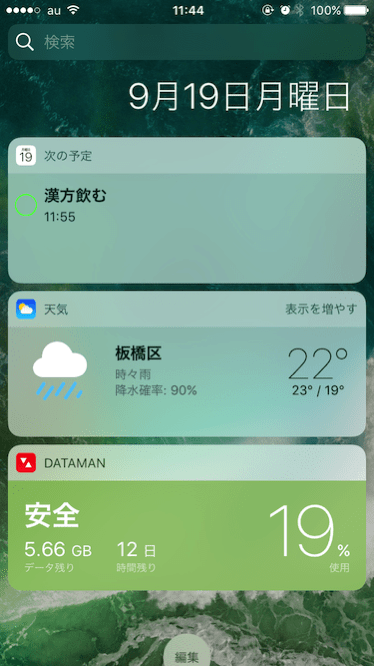 au 11:44 100%
検索
9月19日月曜日
19 次の予定
漢方飲む
11:55
天気 表示を増やす
板橋区
時々雨
降水確率: 90%
22°
23° / 19°
DATAMAN
安全
5.66 GB 12 日 19 %
データ残り 時間残り 使用
編集